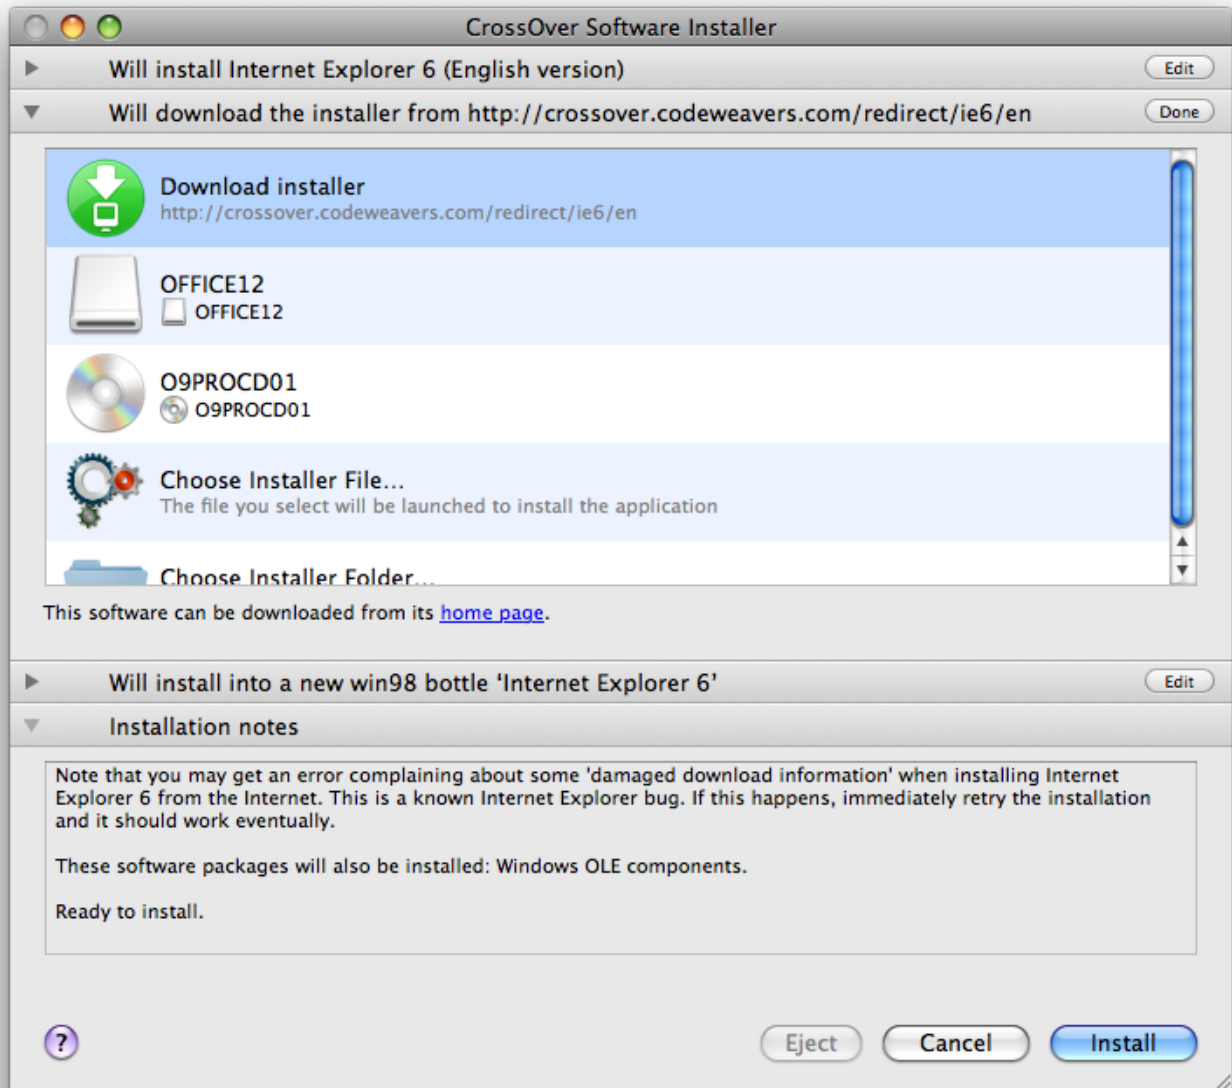 CrossOver Software Installer
Will install Internet Explorer 6 (English version)
Edit
Will download the installer from http://crossover.codeweavers.com/redirect/ie6/en
Done
Download installer
http://crossover.codeweavers.com/redirect/ie6/en
OFFICE12
OFFICE12
O9PROCD01
O9PROCD01
Choose Installer File...
The file you select will be launched to install the application
Choose Installer Folder...
This software can be downloaded from its home page.
Will install into a new win98 bottle ‘Internet Explorer 6’
Edit
Installation notes
Note that you may get an error complaining about some 'damaged download information' when installing Internet
Explorer 6 from the Internet. This is a known Internet Explorer bug. If this happens, immediately retry the installation
and it should work eventually.
These software packages will also be installed: Windows OLE components.
Ready to install.
?
Eject
Cancel
Install